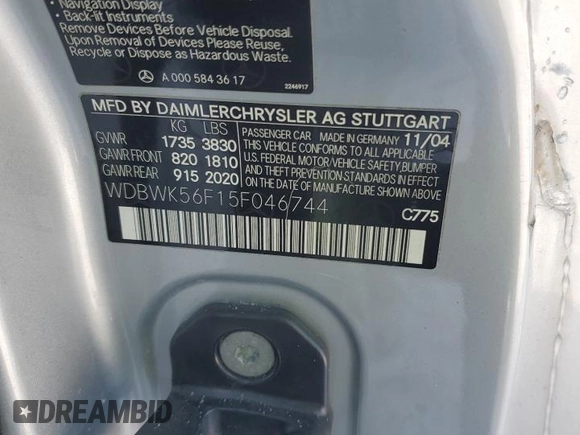 Navigation Display
• Back-lit Instruments
Remove Devices Before Vehicle Disposal.
Upon Removal of Devices Please Reuse,
Recycle or Dispose as Hazardous Waste.
A 000 584 36 17
2246917
MFD BY DAIMLERCHRYSLER AG STUTTGART
KG LBS
GVWR 1735 3830
GAWR FRONT 820 1810
GAWR REAR 915 2020
PASSENGER CAR MADE IN GERMANY 11/04
THIS VEHICLE CONFORMS TO ALL APPLICABLE
U.S. FEDERAL MOTOR/VEHICLE SAFETY, BUMPER
AND THEFT PREVENTION STANDARDS IN EFFECT
ON THE DATE OF MANUFACTURE SHOWN ABOVE.
WDBWK56F15F046744
C775
DREAMBID